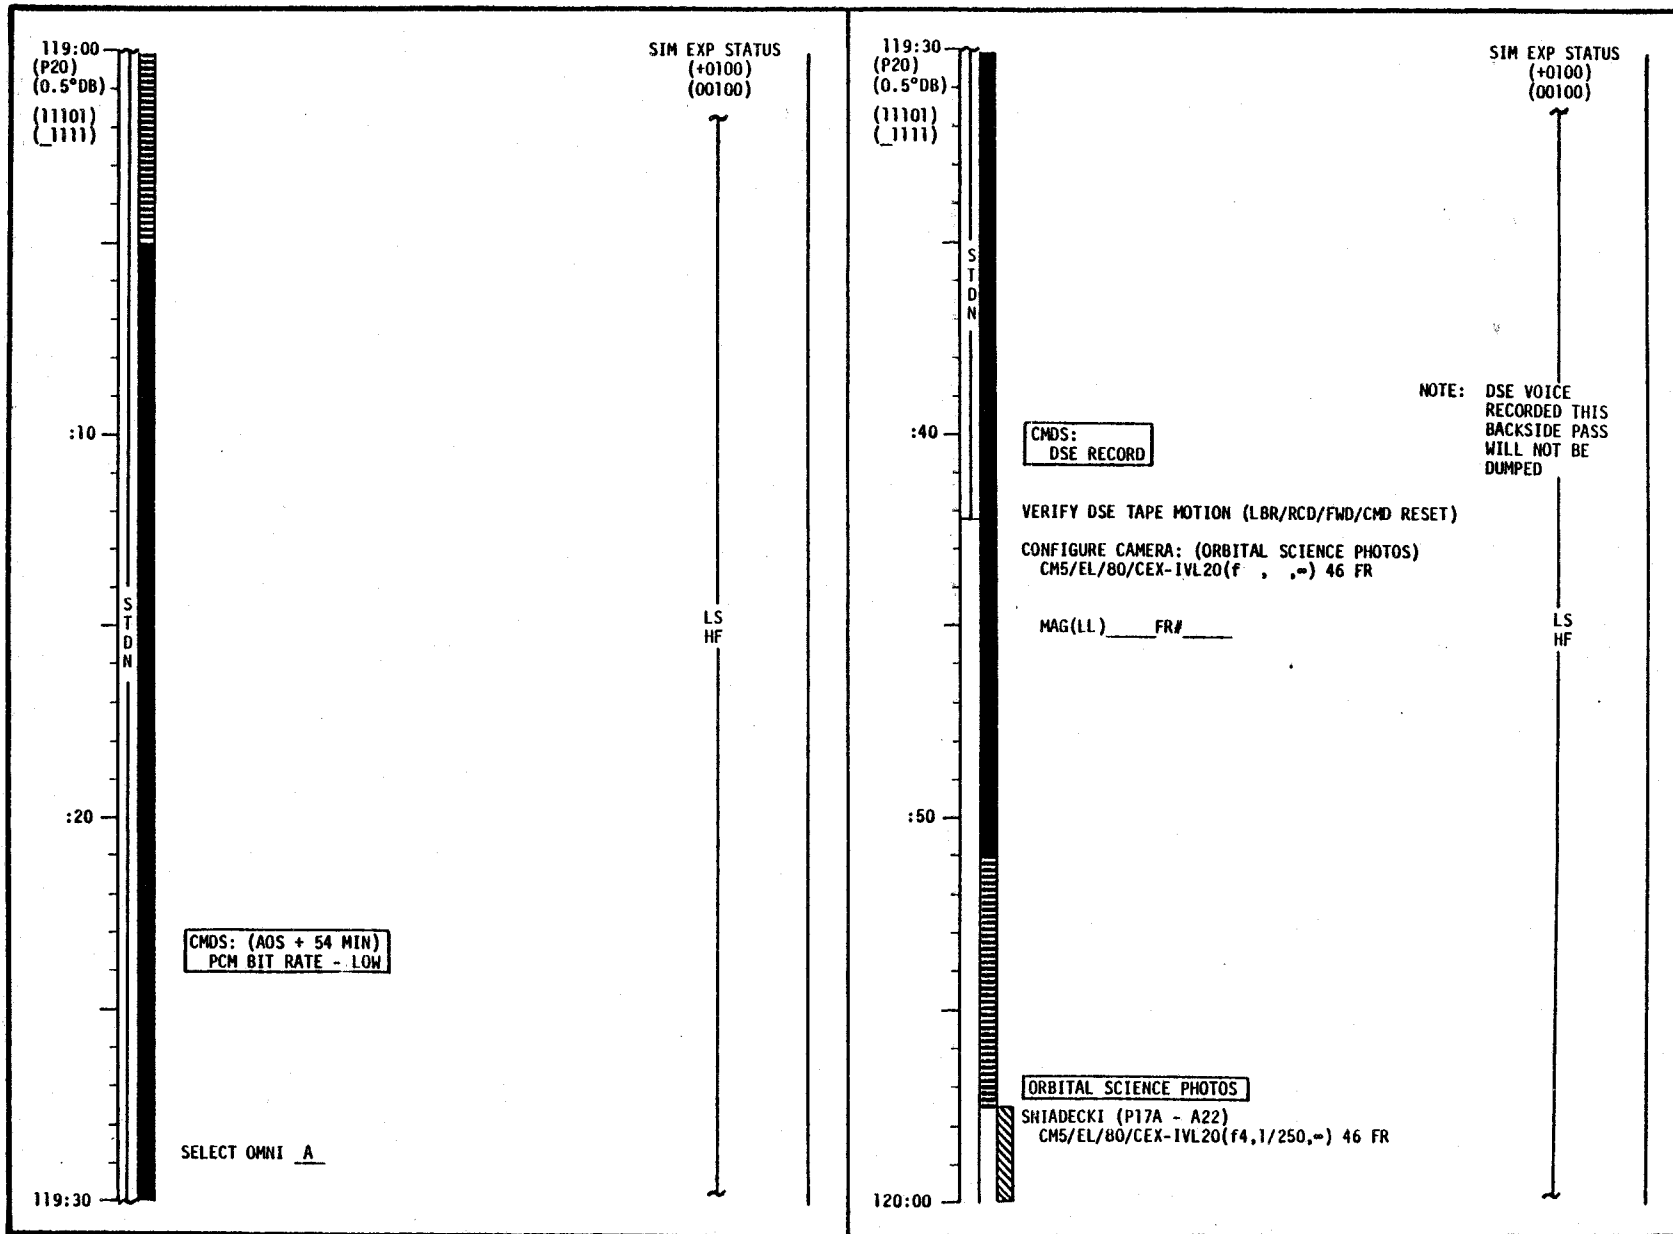 119:00
(P20)
(0.5°DB)
(11101)
(_1111)
SIM EXP STATUS
(+0100)
(00100)
:10
S
T
D
N
LS
HF
:20
CMDS: (AOS + 54 MIN)
PCM BIT RATE - LOW
SELECT OMNI A
119:30
119:30
(P20)
(0.5°DB)
(11101)
(_1111)
SIM EXP STATUS
(+0100)
(00100)
S
T
D
N
NOTE: DSE VOICE
RECORDED THIS
BACKSIDE PASS
WILL NOT BE
DUMPED
:40
CMDS:
DSE RECORD
VERIFY DSE TAPE MOTION (LBR/RCD/FWD/CMD RESET)
CONFIGURE CAMERA: (ORBITAL SCIENCE PHOTOS)
CM5/EL/80/CEX-IVL20(f , ,∞) 46 FR
MAG(LL)_____FR#_____
LS
HF
:50
ORBITAL SCIENCE PHOTOS
SNIADECKI (P17A - A22)
CM5/EL/80/CEX-IVL20(f4,1/250,∞) 46 FR
120:00